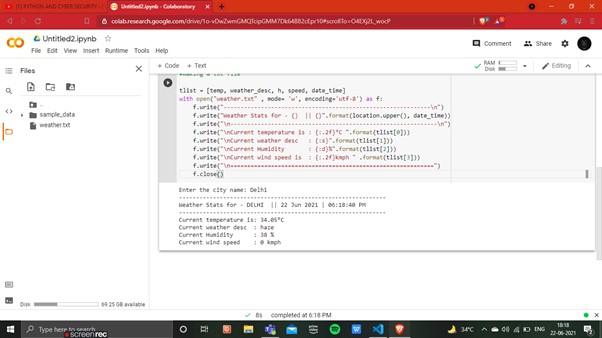 (1) PYTHON AND CYBER SECURITY
Untitled2.ipynb - Colaboratory
colab.research.google.com/drive/1o-vDwZwmGMQTcipGMM7Dk64B82cEpr10#scrollTo=O4EXj2L_wocP
Untitled2.ipynb
File Edit View Insert Runtime Tools Help
Comment
Share
Files
+ Code + Text
RAM
Disk
Editing
..
sample_data
weather.txt
tlist = [temp, weather_desc, h, speed, date_time]
with open("weather.txt" , mode= 'w', encoding='utf-8') as f:
f.write("------------------------------------------------------------\n")
f.write("Weather Stats for - {} || {}".format(location.upper(), date_time))
f.write("\n------------------------------------------------------------\n")
f.write("\nCurrent temperature is : {:.2f}ºC ".format(tlist[0]))
f.write("\nCurrent weather desc : {:s}".format(tlist[1]))
f.write("\nCurrent Humidity : {:d}%".format(tlist[2]))
f.write("\nCurrent wind speed is : {:.2f}kmph " .format(tlist[3]))
f.write("\n============================================================")
f.close()
Enter the city name: Delhi
------------------------------------------------------------
Weather Stats for - DELHI || 22 Jun 2021 | 06:18:40 PM
------------------------------------------------------------
Current temperature is: 34.05ºC
Current weather desc : haze
Current Humidity : 38 %
Current wind speed : 0 kmph
Disk
69.25 GB available
8s completed at 6:18 PM
Type here to search
screenrec
34°C
ENG
18:18
22-06-2021